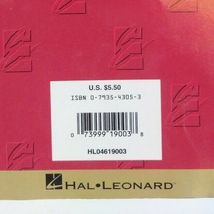 U.S. $5.50
ISBN 0-7935-4305-3
0 73999 19003 8
HL04619003
HAL•LEONARD